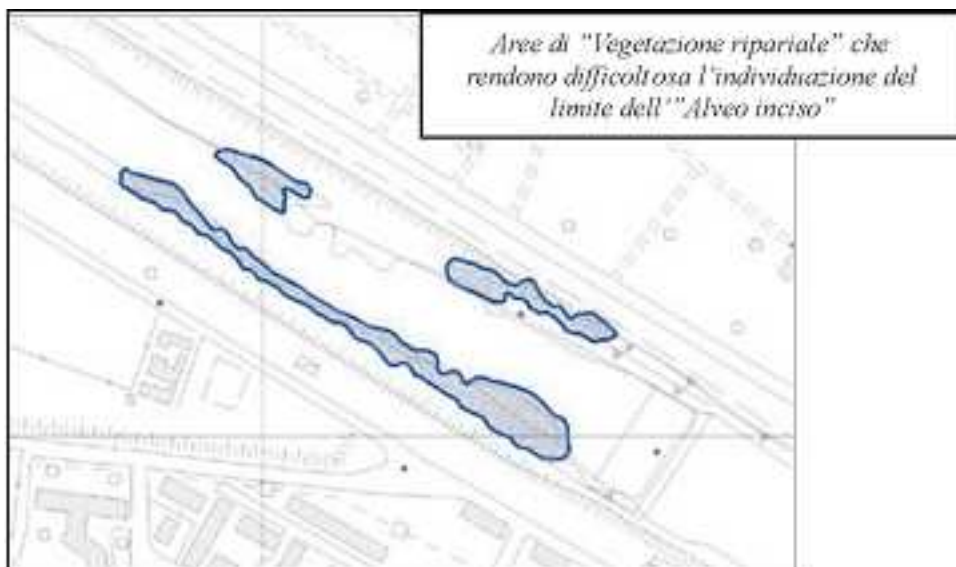 Aree di "Vegetazione ripariale" che
rendono difficoltosa l'individuazione del
limite dell'"Alveo inciso"